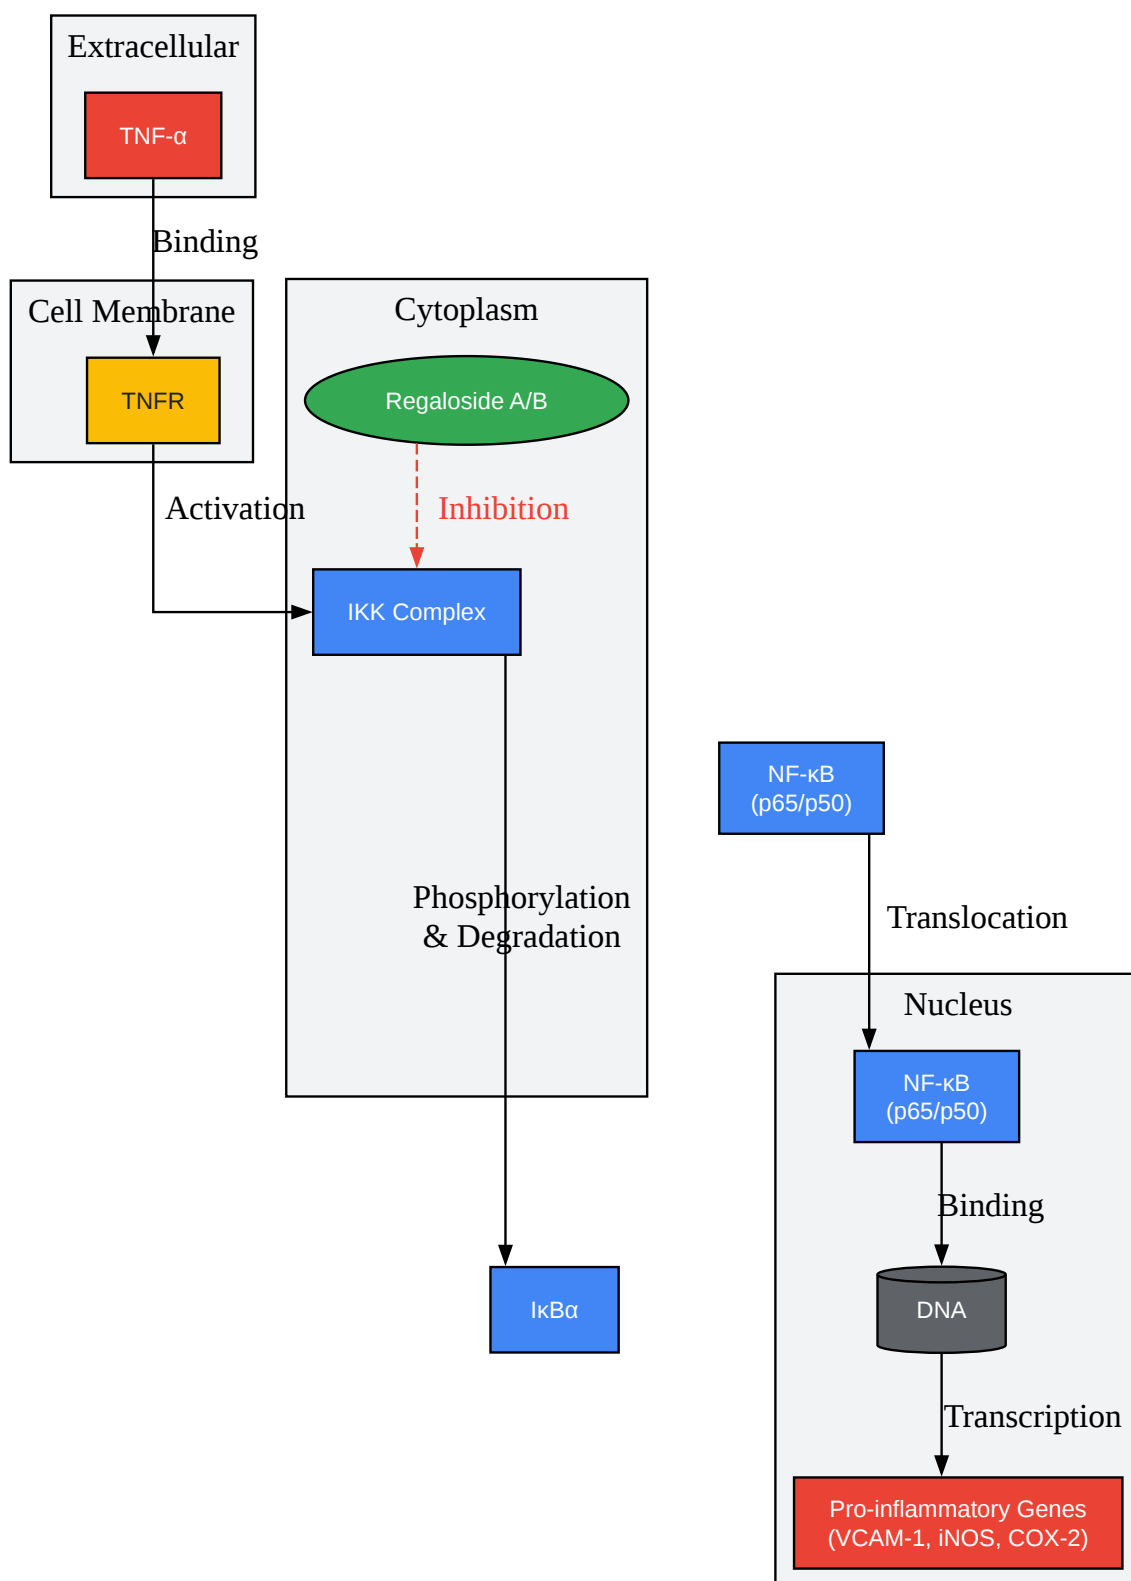 Extracellular
TNF-α
Binding
Cell Membrane
TNFR
Activation
Cytoplasm
Regaloside A/B
Inhibition
IKK Complex
Phosphorylation
& Degradation
IκBα
NF-κB
(p65/p50)
Translocation
Nucleus
NF-κB
(p65/p50)
Binding
DNA
Transcription
Pro-inflammatory Genes
(VCAM-1, iNOS, COX-2)